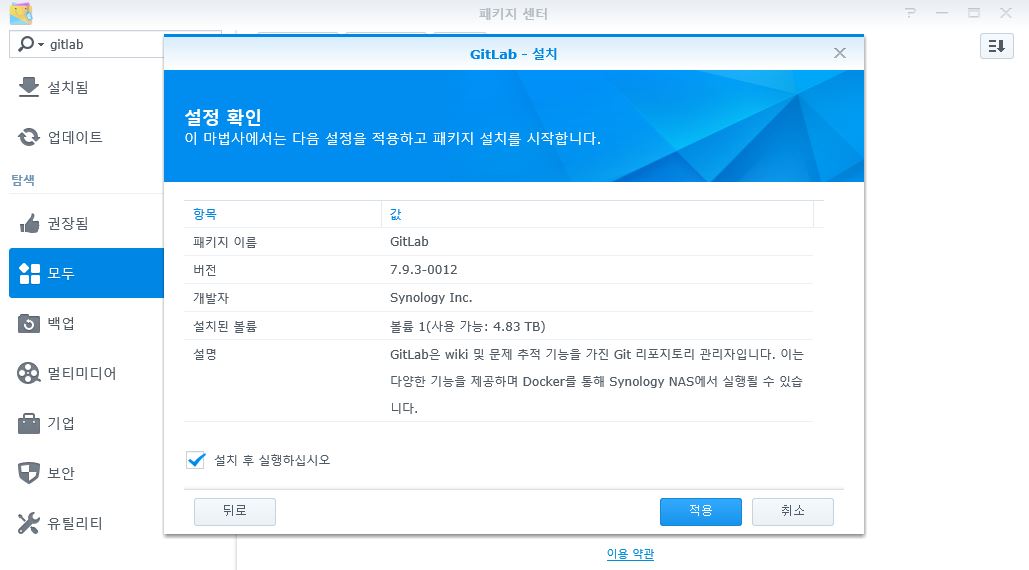 패키지 센터
gitlab
설치됨
업데이트
탐색
권장됨
모두
백업
멀티미디어
기업
보안
유틸리티
GitLab - 설치
설정 확인
이 마법사에서는 다음 설정을 적용하고 패키지 설치를 시작합니다.
항목 값
패키지 이름 GitLab
버전 7.9.3-0012
개발자 Synology Inc.
설치된 볼륨 볼륨 1(사용 가능: 4.83 TB)
설명 GitLab은 wiki 및 문제 추적 기능을 가진 Git 리포지토리 관리자입니다. 이는
다양한 기능을 제공하며 Docker를 통해 Synology NAS에서 실행될 수 있습
니다.
설치 후 실행하십시오
뒤로 적용 취소
이용 약관